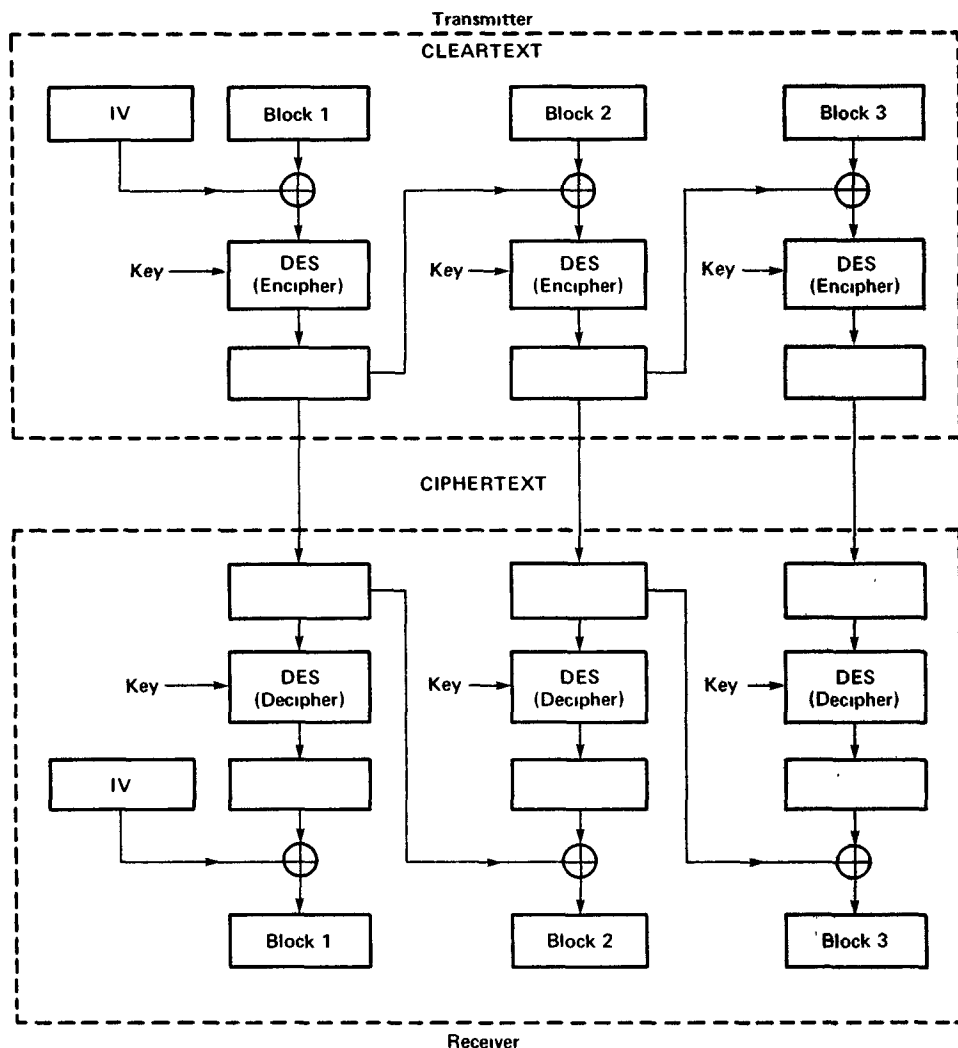 Transmitter
CLEARTEXT
IV
Block 1
Block 2
Block 3
Key
DES
(Encipher)
Key
DES
(Encipher)
Key
DES
(Encipher)
CIPHERTEXT
Key
DES
(Decipher)
Key
DES
(Decipher)
Key
DES
(Decipher)
IV
Block 1
Block 2
Block 3
Receiver